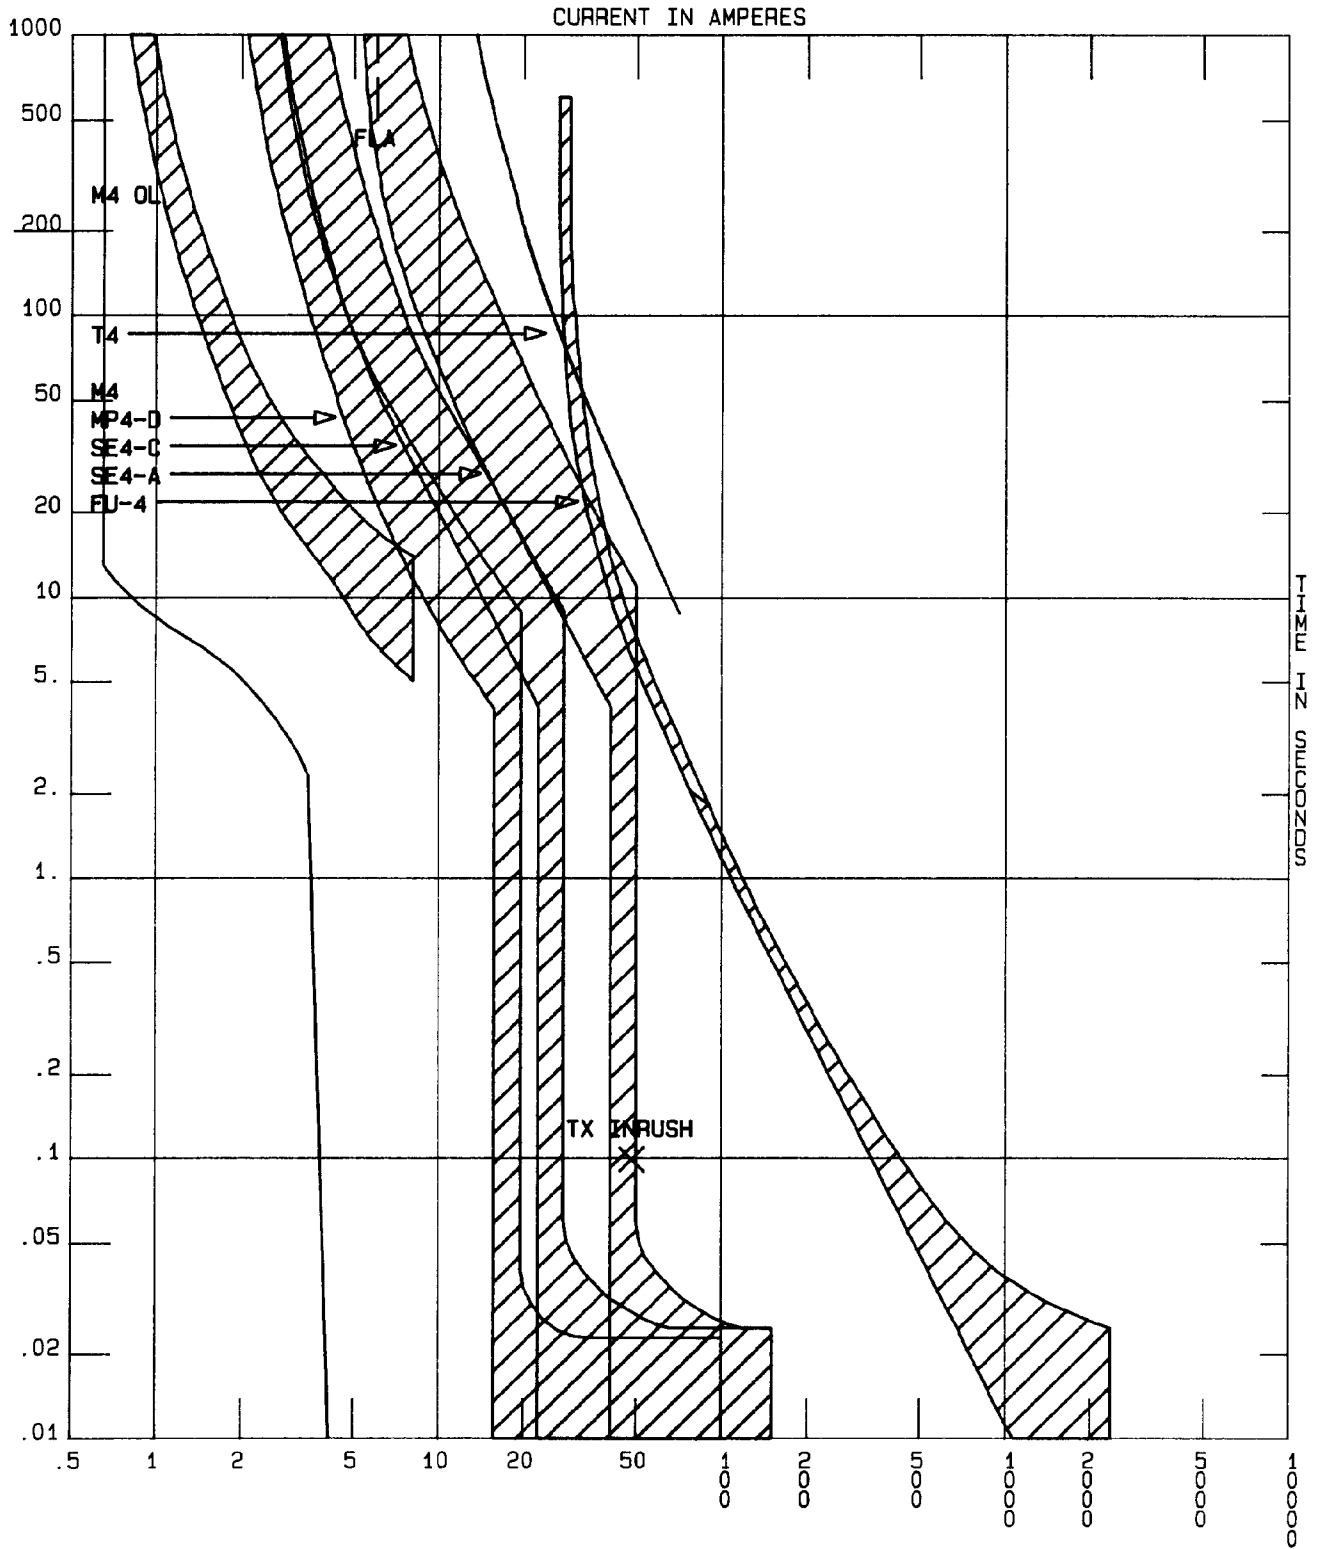 CURRENT IN AMPERES
1000
500
FLA
M4 OL
200
100
T4
M4
50
MP4-D
SE4-C
SE4-A
FU-4
20
10
TIME IN SECONDS
5.
2.
1.
.5
.2
TX INRUSH
.1
.05
.02
.01
.5 1 2 5 10 20 50 100 200 500 1000 2000 5000 10000